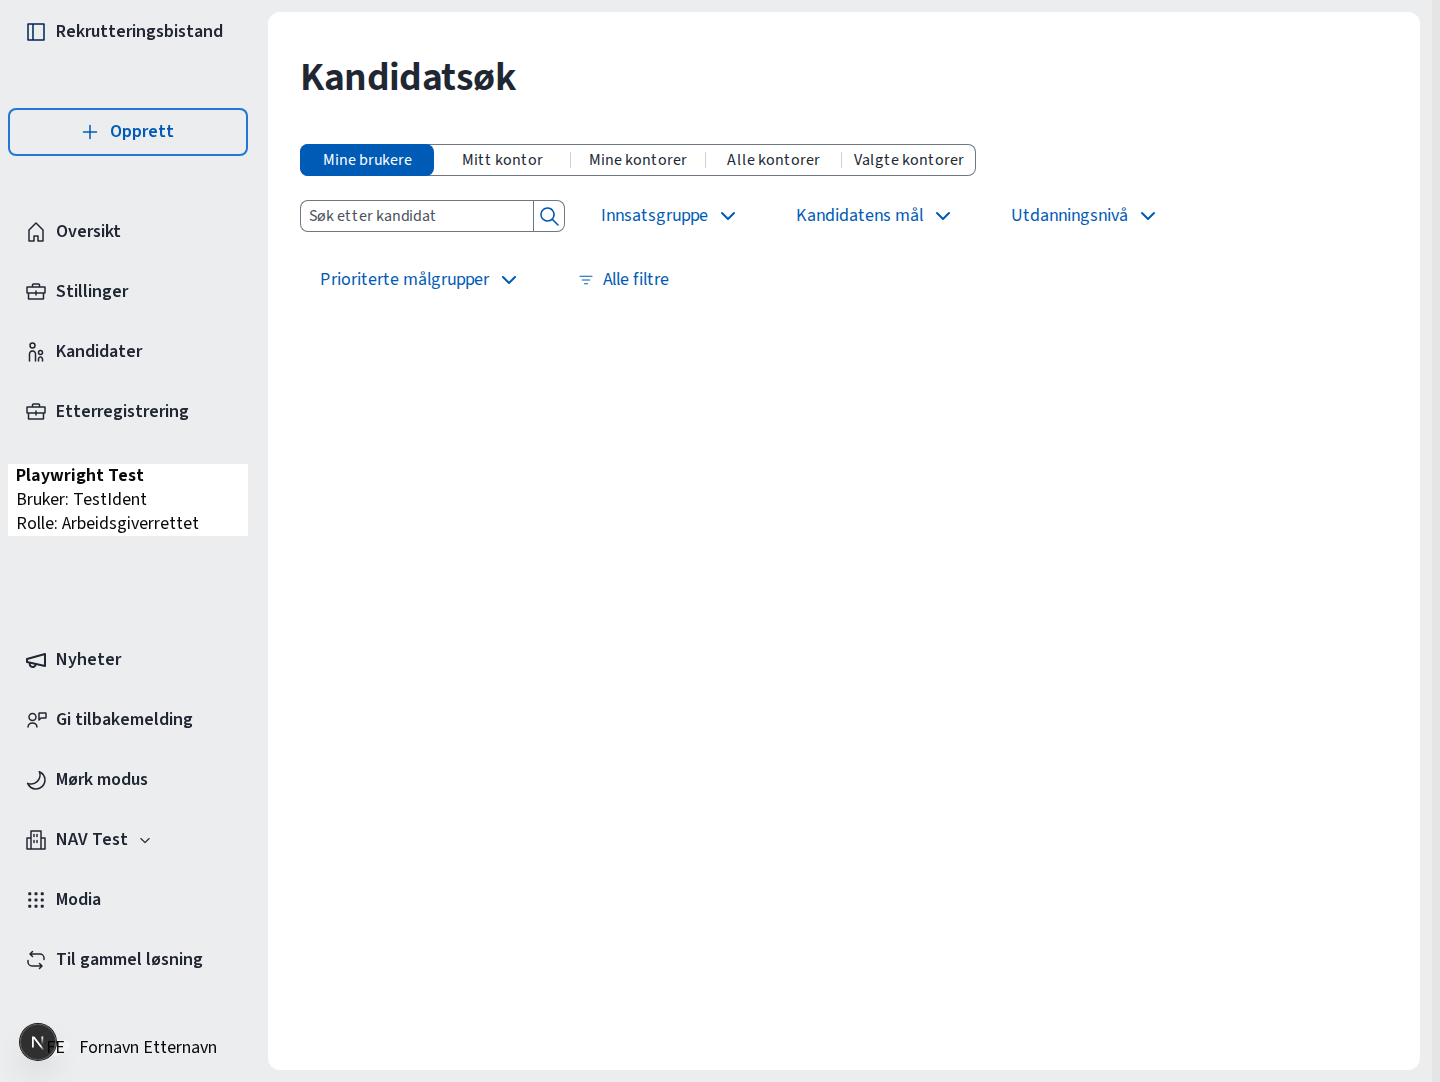 Rekrutteringsbistand
Opprett
Oversikt
Stillinger
Kandidater
Etterregistrering
Playwright Test
Bruker: TestIdent
Rolle: Arbeidsgiverrettet
Nyheter
Gi tilbakemelding
Mørk modus
NAV Test
Modia
Til gammel løsning
N FE Fornavn Etternavn
Kandidatsøk
Mine brukere Mitt kontor Mine kontorer Alle kontorer Valgte kontorer
Søk etter kandidat Innsatsgruppe Kandidatens mål Utdanningsnivå
Prioriterte målgrupper Alle filtre